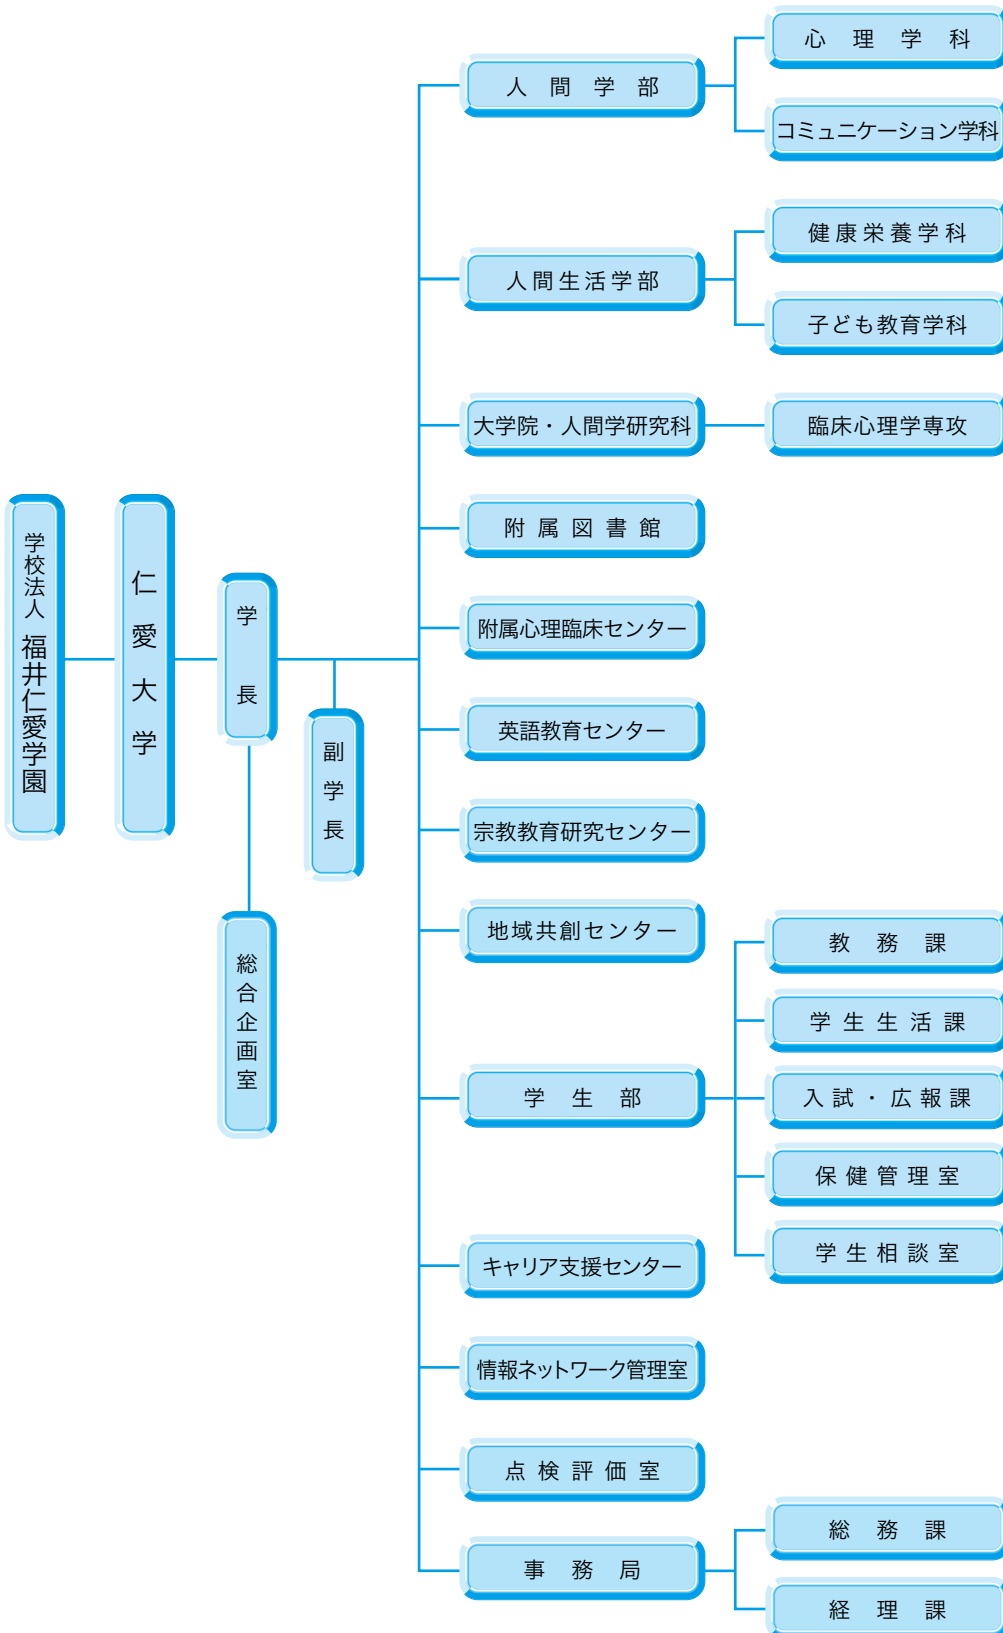 学校法人 福井仁愛学園
仁愛大学
学長
副学長
総合企画室
人間学部
心理学科
コミュニケーション学科
人間生活学部
健康栄養学科
子ども教育学科
大学院・人間学研究科
臨床心理学専攻
附属図書館
附属心理臨床センター
英語教育センター
宗教教育研究センター
地域共創センター
学生部
教務課
学生生活課
入試・広報課
保健管理室
学生相談室
キャリア支援センター
情報ネットワーク管理室
点検評価室
事務局
総務課
経理課